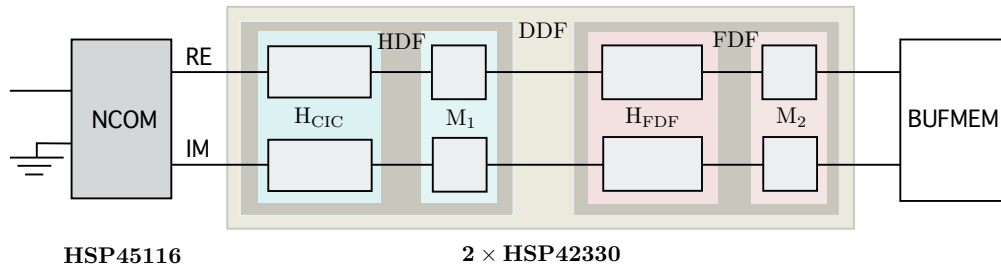 HDF DDF FDF
RE
NCOM H_CIC M_1 H_FDF M_2 BUFMEM
IM
HSP45116 2 × HSP42330